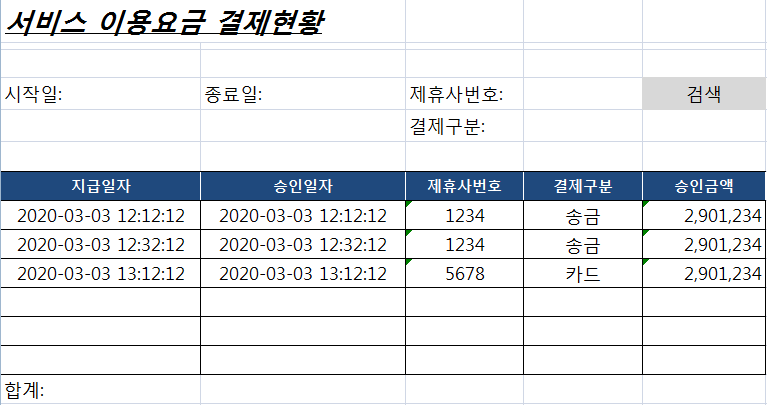 서비스 이용요금 결제현황
시작일: 종료일: 제휴사번호: 검색
결제구분:
지급일자 승인일자 제휴사번호 결제구분 승인금액
2020-03-03 12:12:12 2020-03-03 12:12:12 1234 송금 2,901,234
2020-03-03 12:32:12 2020-03-03 12:32:12 1234 송금 2,901,234
2020-03-03 13:12:12 2020-03-03 13:12:12 5678 카드 2,901,234
합계: